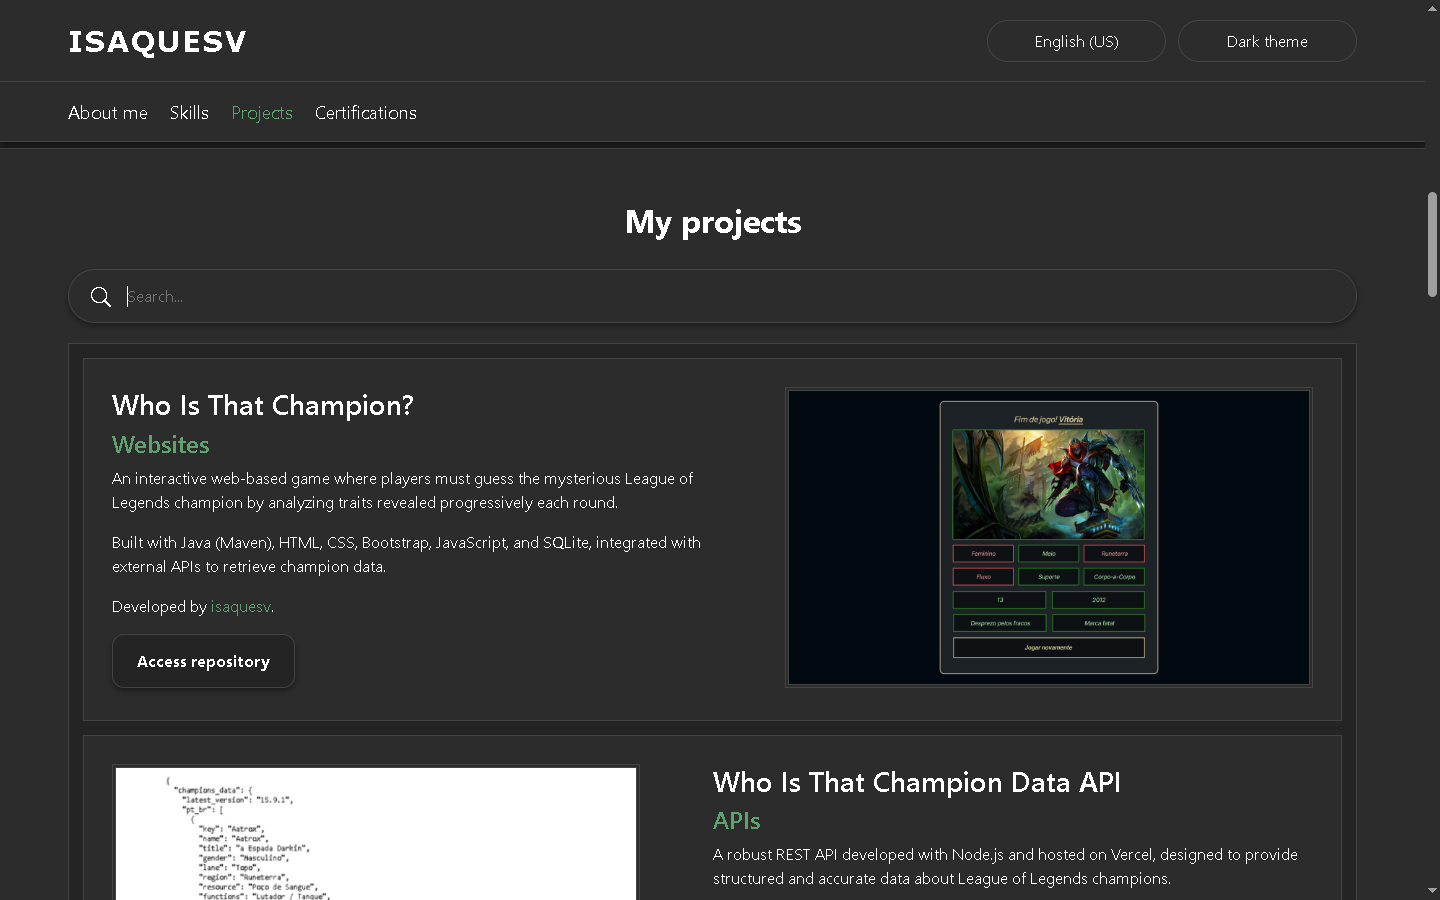 ISAQUESV
English (US)
Dark theme
About me
Skills
Projects
Certifications
My projects
Search...
Who Is That Champion?
Websites
An interactive web-based game where players must guess the mysterious League of
Legends champion by analyzing traits revealed progressively each round.
Built with Java (Maven), HTML, CSS, Bootstrap, JavaScript, and SQLite, integrated with
external APIs to retrieve champion data.
Developed by isaquesv.
Access repository
Fim de jogo! Vitória
Feminino
Meio
Runeterra
Fluxo
Suporte
Corpo-a-Corpo
13
2012
Desprezo pelos fracos
Marca fatal
Jogar novamente
{
"champions_data": {
"latest_version": "15.9.1",
"pt_br": [
{
"key": "Aatrox",
"name": "Aatrox",
"title": "a Espada Darkin",
"gender": "Masculino",
"lane": "Topo",
"region": "Runeterra",
"resource": "Poço de Sangue",
"functions": "Lutador / Tanque",
Who Is That Champion Data API
APIs
A robust REST API developed with Node.js and hosted on Vercel, designed to provide
structured and accurate data about League of Legends champions.